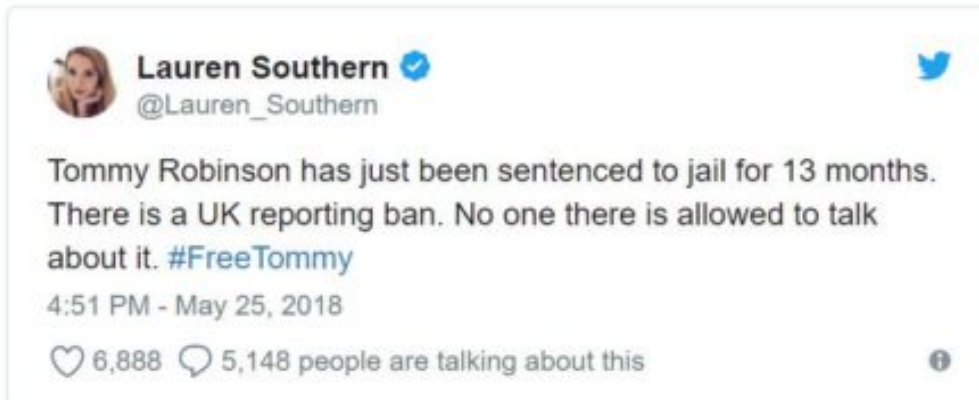 Lauren Southern
@Lauren_Southern
Tommy Robinson has just been sentenced to jail for 13 months.
There is a UK reporting ban. No one there is allowed to talk
about it. #FreeTommy
4:51 PM - May 25, 2018
6,888 5,148 people are talking about this